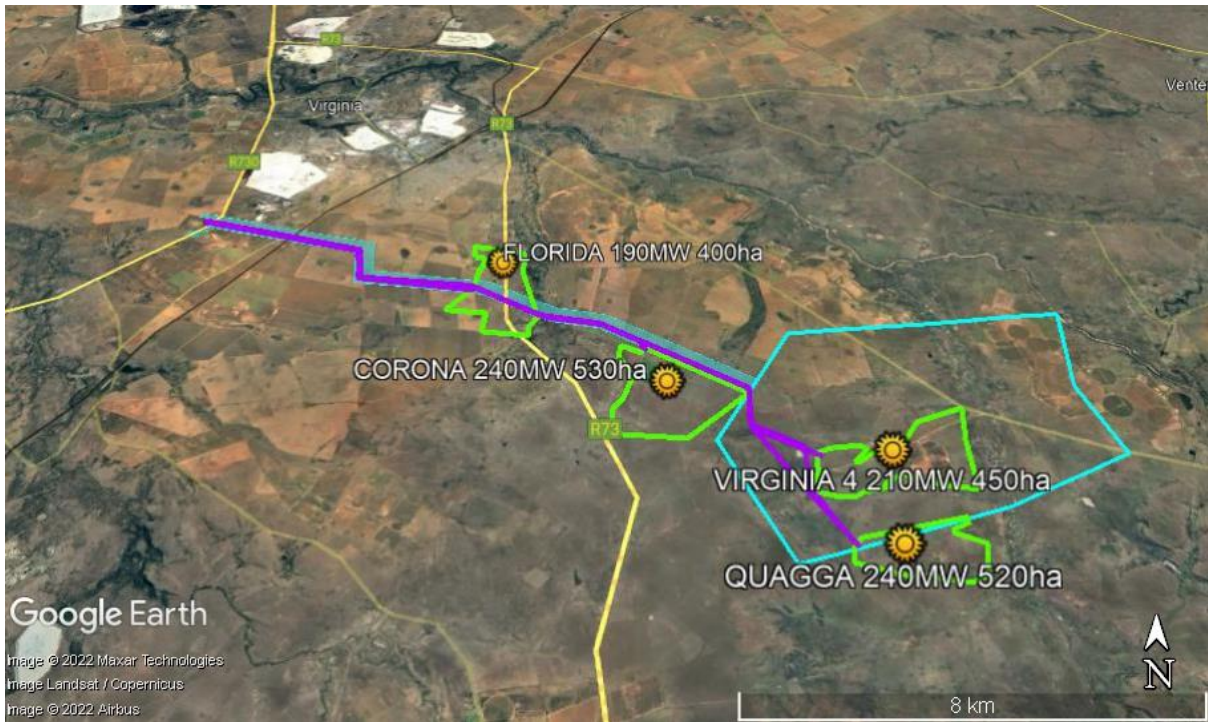 R73
Virginia
Vente
R73
R730
FLORIDA 190MW 400ha
CORONA 240MW 530ha
R73
VIRGINIA 4 210MW 450ha
QUAGGA 240MW 520ha
Google Earth
Image © 2022 Maxar Technologies
Image Landsat / Copernicus
Image © 2022 Airbus
N
8 km